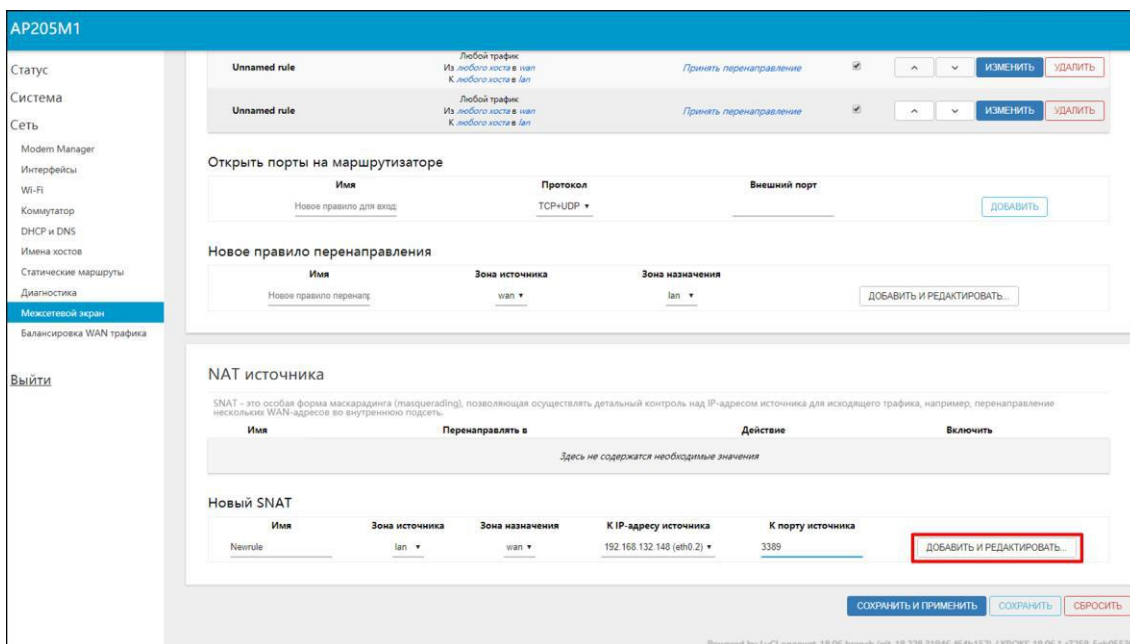 AP205M1
Статус
Система
Сеть
Modem Manager
Интерфейсы
Wi-Fi
Коммутатор
DHCP и DNS
Имена хостов
Статические маршруты
Диагностика
Межсетевой экран
Балансировка WAN трафика
Выйти
Unnamed rule
Любой трафик
Из любого хоста в wan
К любого хоста в lan
Принять перенаправление
ИЗМЕНИТЬ УДАЛИТЬ
Unnamed rule
Любой трафик
Из любого хоста в wan
К любого хоста в lan
Принять перенаправление
ИЗМЕНИТЬ УДАЛИТЬ
Открыть порты на маршрутизаторе
Имя Протокол Внешний порт
Новое правило для вход TCP+UDP ДОБАВИТЬ
Новое правило перенаправления
Имя Зона источника Зона назначения
Новое правило перенапр wan lan ДОБАВИТЬ И РЕДАКТИРОВАТЬ...
NAT источника
SNAT - это особая форма маскарадинга (masquerading), позволяющая осуществлять детальный контроль над IP-адресом источника для исходящего трафика, например, перенаправление
нескольких WAN-адресов во внутреннюю подсеть.
Имя Перенаправлять в Действие Включить
Здесь не содержатся необходимые значения
Новый SNAT
Имя Зона источника Зона назначения К IP-адресу источника К порту источника
Newrule lan wan 192.168.132.148 (eth0.2) 3389 ДОБАВИТЬ И РЕДАКТИРОВАТЬ...
СОХРАНИТЬ И ПРИМЕНИТЬ СОХРАНИТЬ СБРОСИТЬ